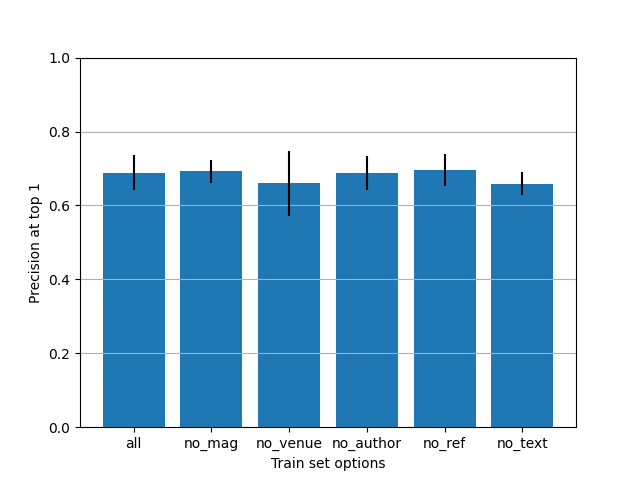 1.0
0.8
0.6
0.4
0.2
0.0
Precision at top 1
all no_mag no_venue no_author no_ref no_text
Train set options